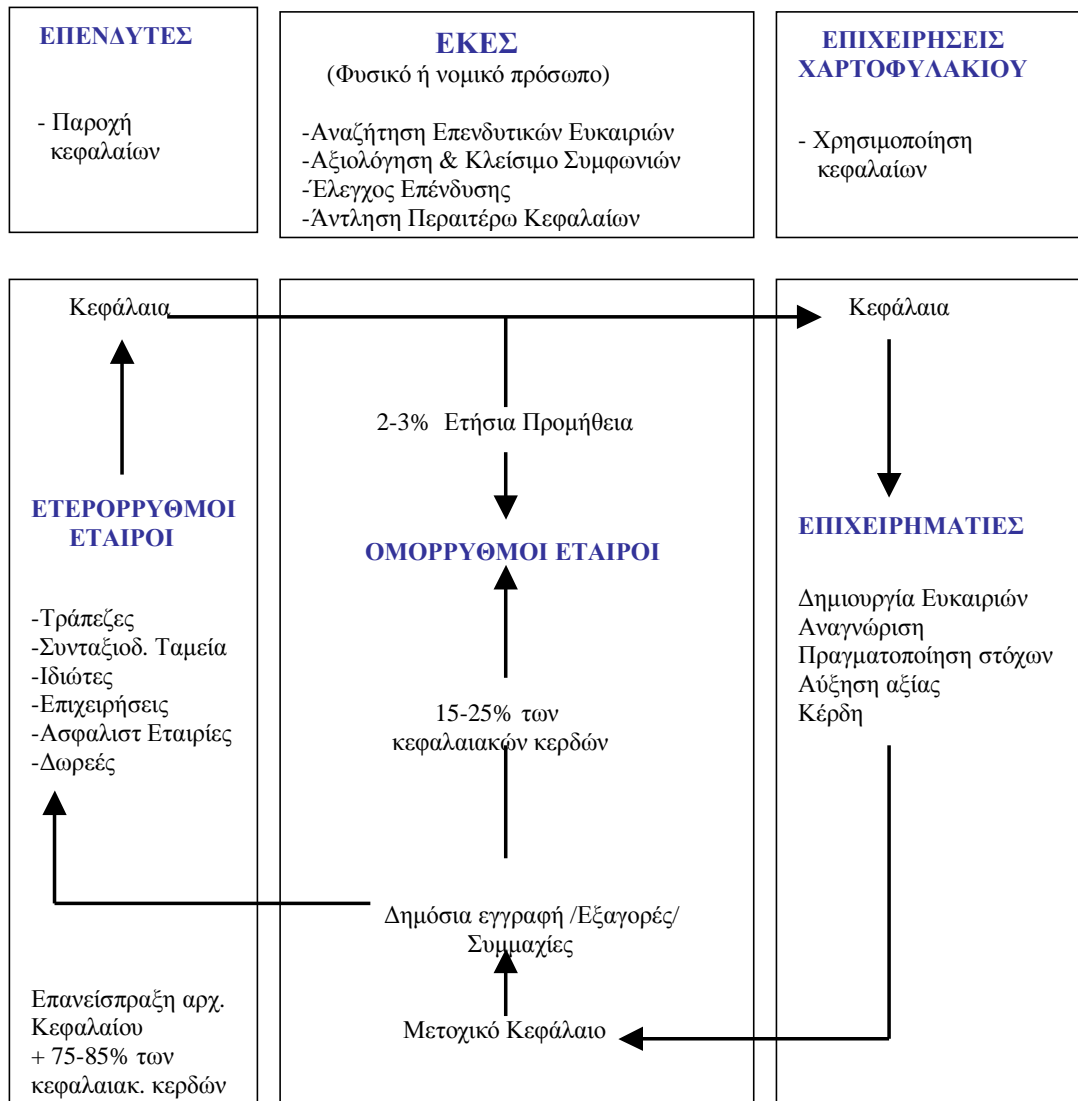 ΕΠΕΝΔΥΤΕΣ
- Παροχή
κεφαλαίων
ΕΚΕΣ
(Φυσικό ή νομικό πρόσωπο)
-Αναζήτηση Επενδυτικών Ευκαιριών
-Αξιολόγηση & Κλείσιμο Συμφωνιών
-Έλεγχος Επένδυσης
-Άντληση Περαιτέρω Κεφαλαίων
ΕΠΙΧΕΙΡΗΣΕΙΣ
ΧΑΡΤΟΦΥΛΑΚΙΟΥ
- Χρησιμοποίηση
κεφαλαίων
Κεφάλαια
ΕΤΕΡΟΡΡΥΘΜΟΙ
ΕΤΑΙΡΟΙ
-Τράπεζες
-Συνταξιοδ. Ταμεία
-Ιδιώτες
-Επιχειρήσεις
-Ασφαλιστ Εταιρίες
-Δωρεές
Επανείσπραξη αρχ.
Κεφαλαίου
+ 75-85% των
κεφαλαιακ. κερδών
2-3% Ετήσια Προμήθεια
ΟΜΟΡΡΥΘΜΟΙ ΕΤΑΙΡΟΙ
15-25% των
κεφαλαιακών κερδών
Δημόσια εγγραφή /Εξαγορές/
Συμμαχίες
Μετοχικό Κεφάλαιο
Κεφάλαια
ΕΠΙΧΕΙΡΗΜΑΤΙΕΣ
Δημιουργία Ευκαιριών
Αναγνώριση
Πραγματοποίηση στόχων
Αύξηση αξίας
Κέρδη